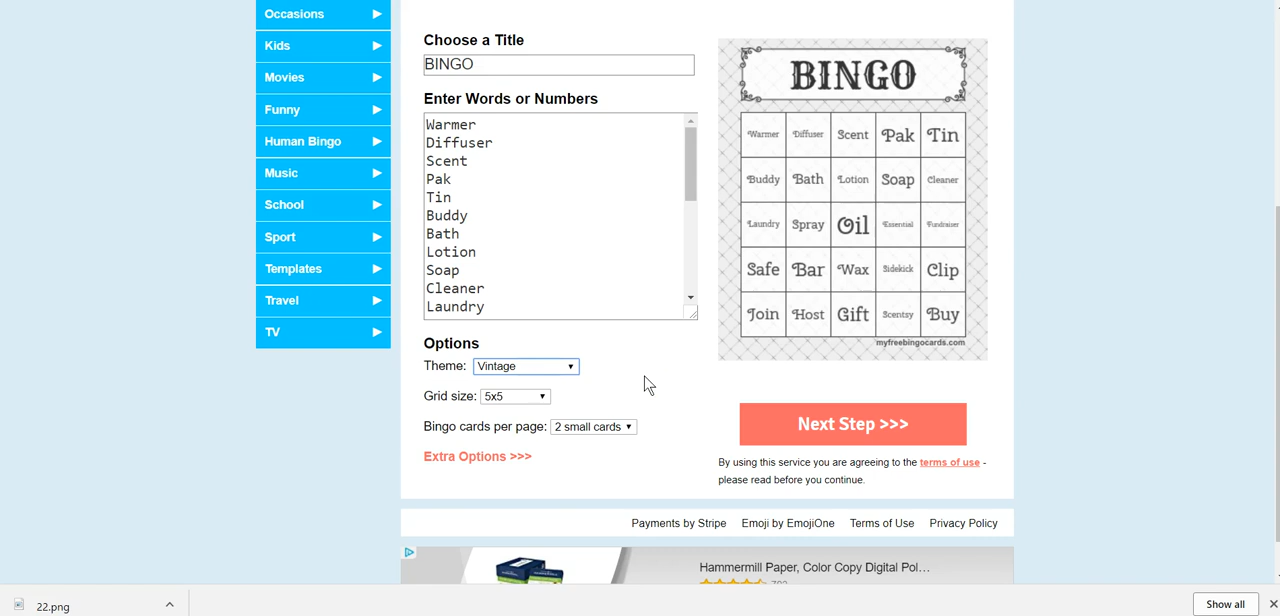 Occasions
Kids
Movies
Funny
Human Bingo
Music
School
Sport
Templates
Travel
TV
Choose a Title
BINGO
Enter Words or Numbers
Warmer
Diffuser
Scent
Pak
Tin
Buddy
Bath
Lotion
Soap
Cleaner
Laundry
Options
Theme: Vintage
Grid size: 5x5
Bingo cards per page: 2 small cards
Extra Options >>>
BINGO
Warmer Diffuser Scent Pak Tin
Buddy Bath Lotion Soap Cleaner
Laundry Spray Oil Essential Fundraiser
Safe Bar Wax Sidekick Clip
Join Host Gift Scentsy Buy
myfreebingocards.com
Next Step >>>
By using this service you are agreeing to the terms of use -
please read before you continue.
Payments by Stripe Emoji by EmojiOne Terms of Use Privacy Policy
Hammermill Paper, Color Copy Digital Pol...
22.png
Show all